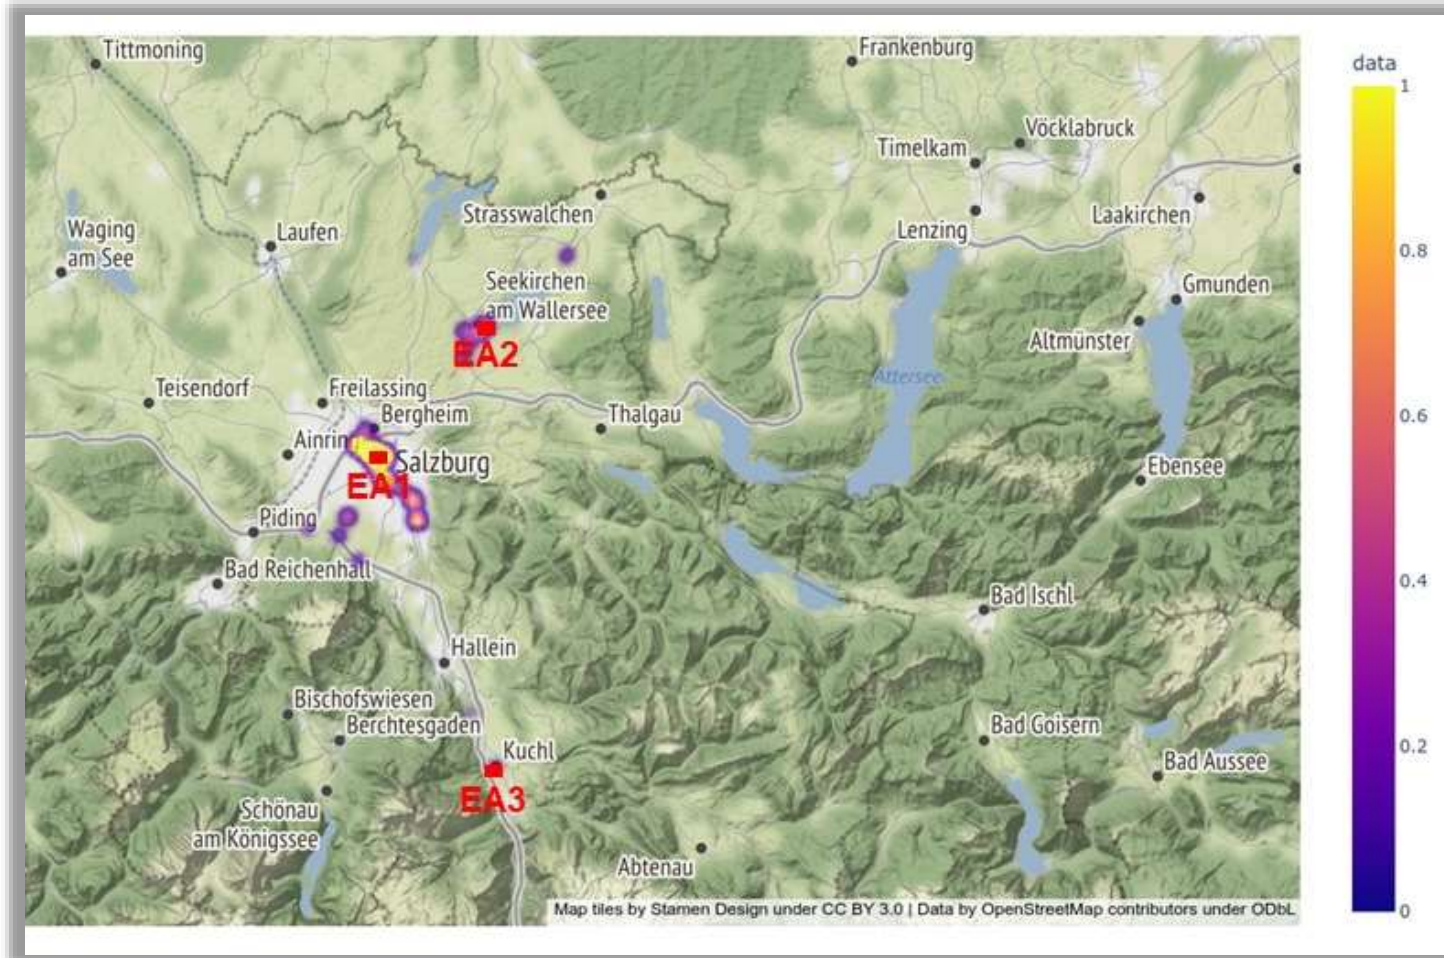 Tittmoning
Frankenburg
data
1
Vöcklabruck
Timelkam
Strasswalchen
Laakirchen
Waging
am See
Laufen
Lenzing
0.8
Seekirchen
am Wallersee
Gmunden
Altmünster
EA2
Attersee
Teisendorf
Freilassing
Bergheim
Thalgau
0.6
Ainrin
Salzburg
Ebensee
EA1
Piding
Bad Reichenhall
0.4
Bad Ischl
Hallein
Bischofswiesen
Berchtesgaden
Bad Goisern
Kuchl
0.2
Bad Aussee
EA3
Schönau
am Königssee
Abtenau
Map tiles by Stamen Design under CC BY 3.0 | Data by OpenStreetMap contributors under ODbL
0